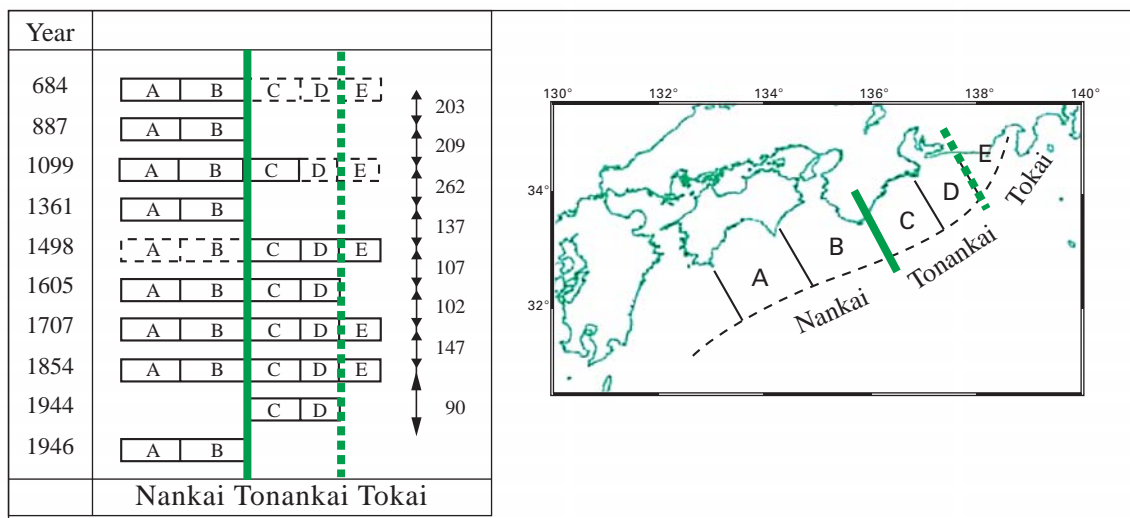 Year
684 A B C D E
203
887 A B
209
1099 A B C D E
262
1361 A B
137
1498 A B C D E
107
1605 A B C D
102
1707 A B C D E
147
1854 A B C D E
1944 C D
90
1946 A B
Nankai Tonankai Tokai
130° 132° 134° 136° 138° 140°
34°
32°
A
B
C
D
E
Nankai
Tonankai
Tokai